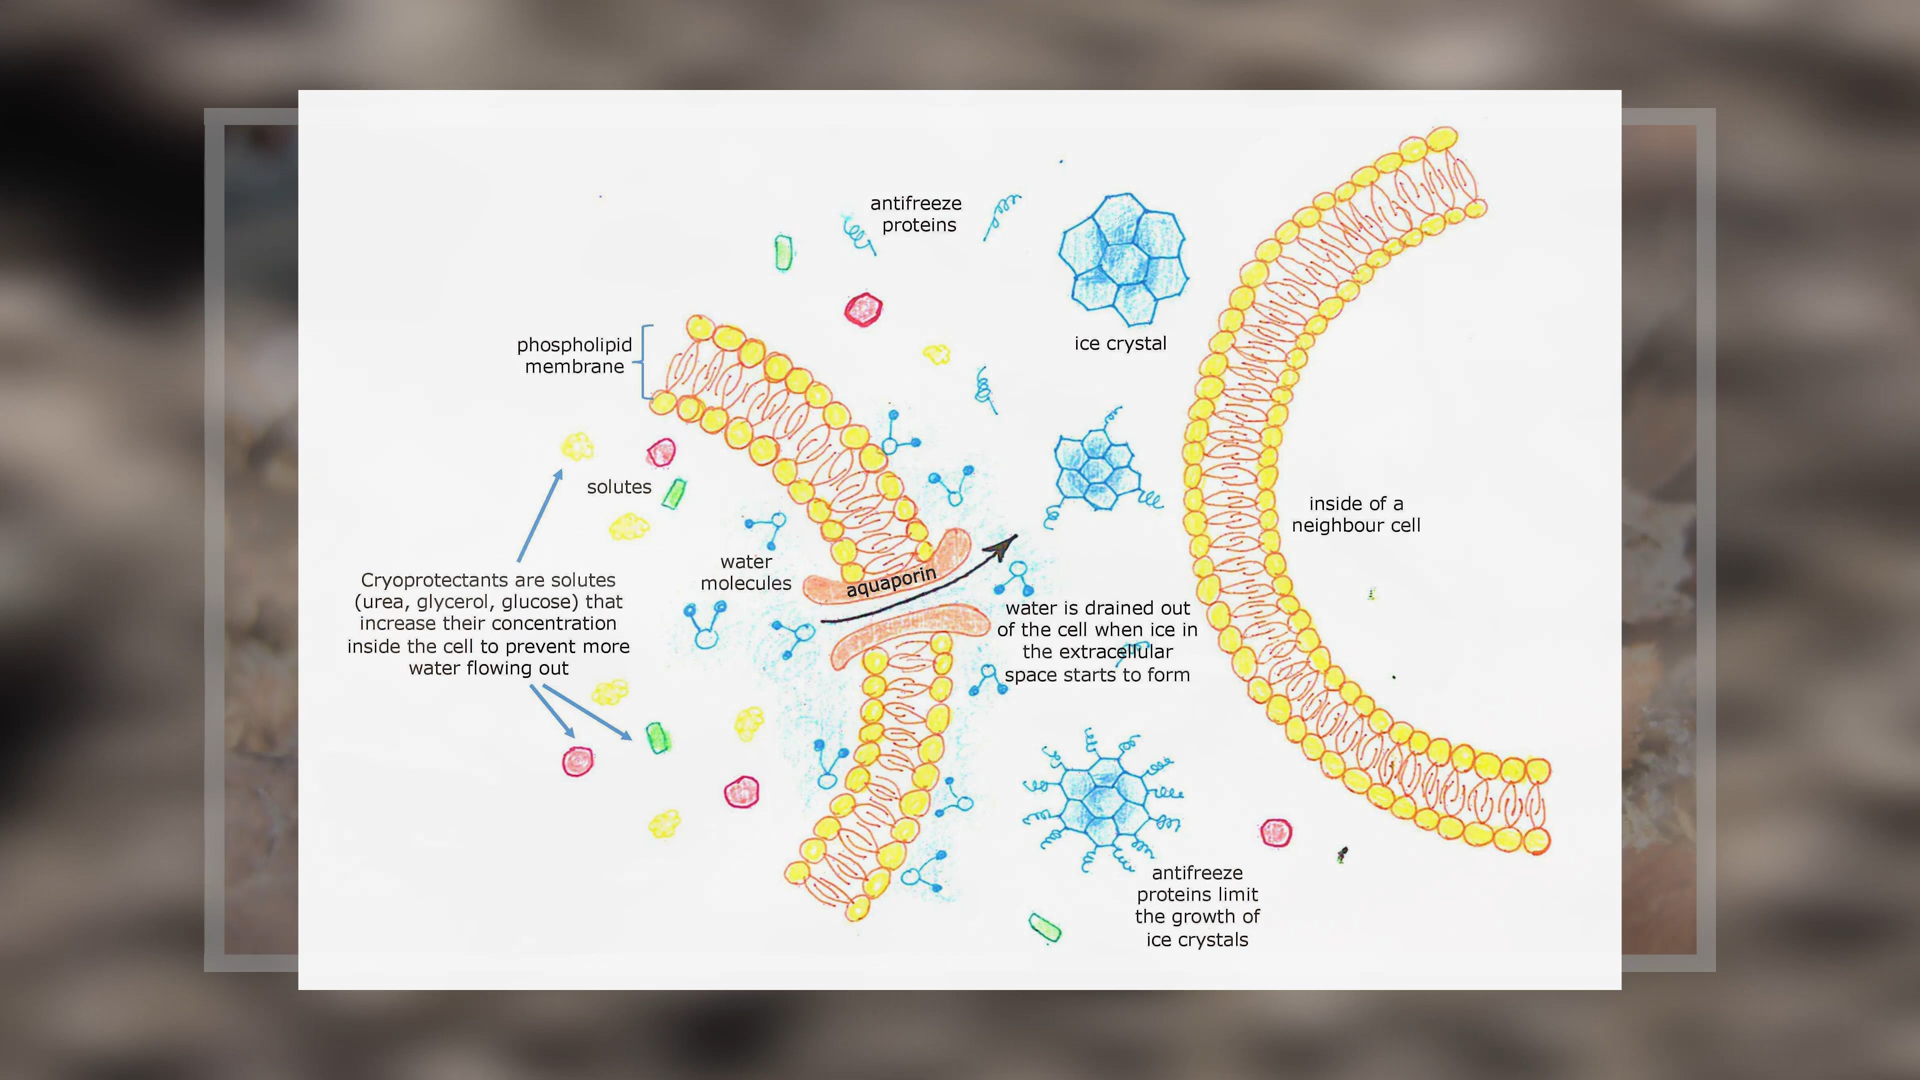 antifreeze
proteins
ice crystal
phospholipid
membrane
solutes
inside of a
neighbour cell
water
molecules
aquaporin
Cryoprotectants are solutes
(urea, glycerol, glucose) that
increase their concentration
inside the cell to prevent more
water flowing out
water is drained out
of the cell when ice in
the extracellular
space starts to form
antifreeze
proteins limit
the growth of
ice crystals